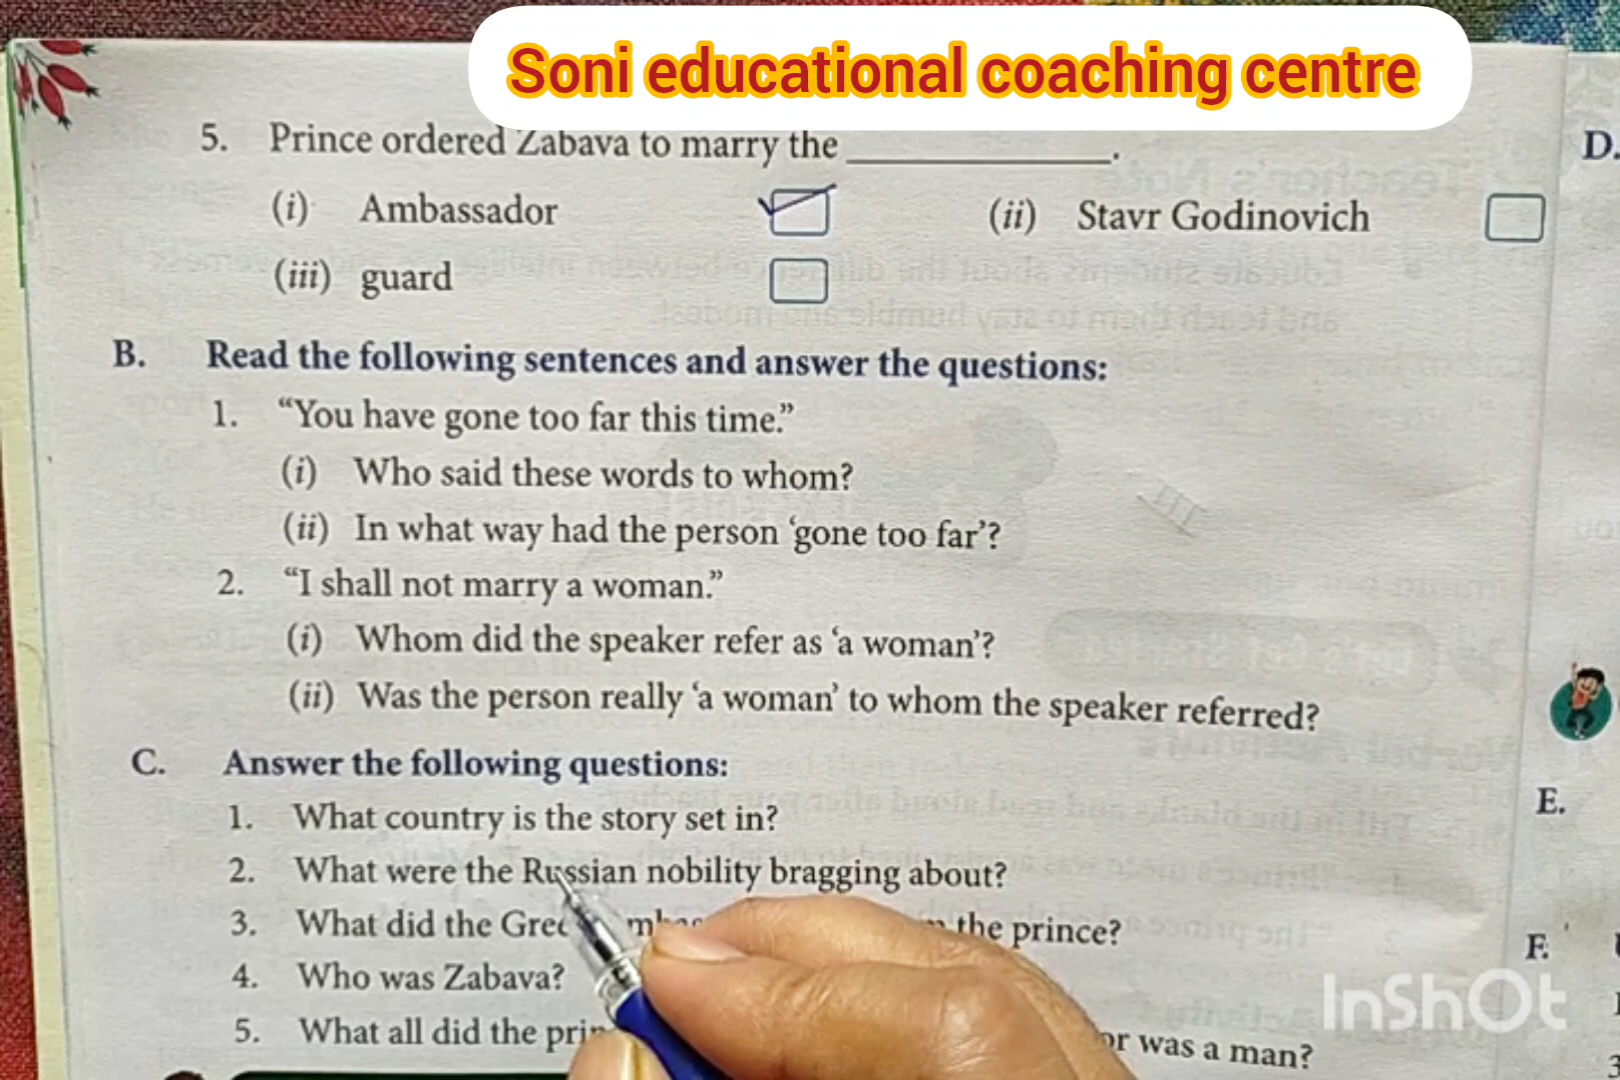 Soni educational coaching centre
5. Prince ordered Zabava to marry the ____________. D.
(i) Ambassador (ii) Stavr Godinovich
(iii) guard
B. Read the following sentences and answer the questions:
1. “You have gone too far this time.”
(i) Who said these words to whom?
(ii) In what way had the person ‘gone too far’?
2. “I shall not marry a woman.”
(i) Whom did the speaker refer as ‘a woman’?
(ii) Was the person really ‘a woman’ to whom the speaker referred?
C. Answer the following questions:
1. What country is the story set in? E.
2. What were the Russian nobility bragging about?
3. What did the the prince? F.
4. Who was Zabava?
InShOt
5. What all did the was a man?